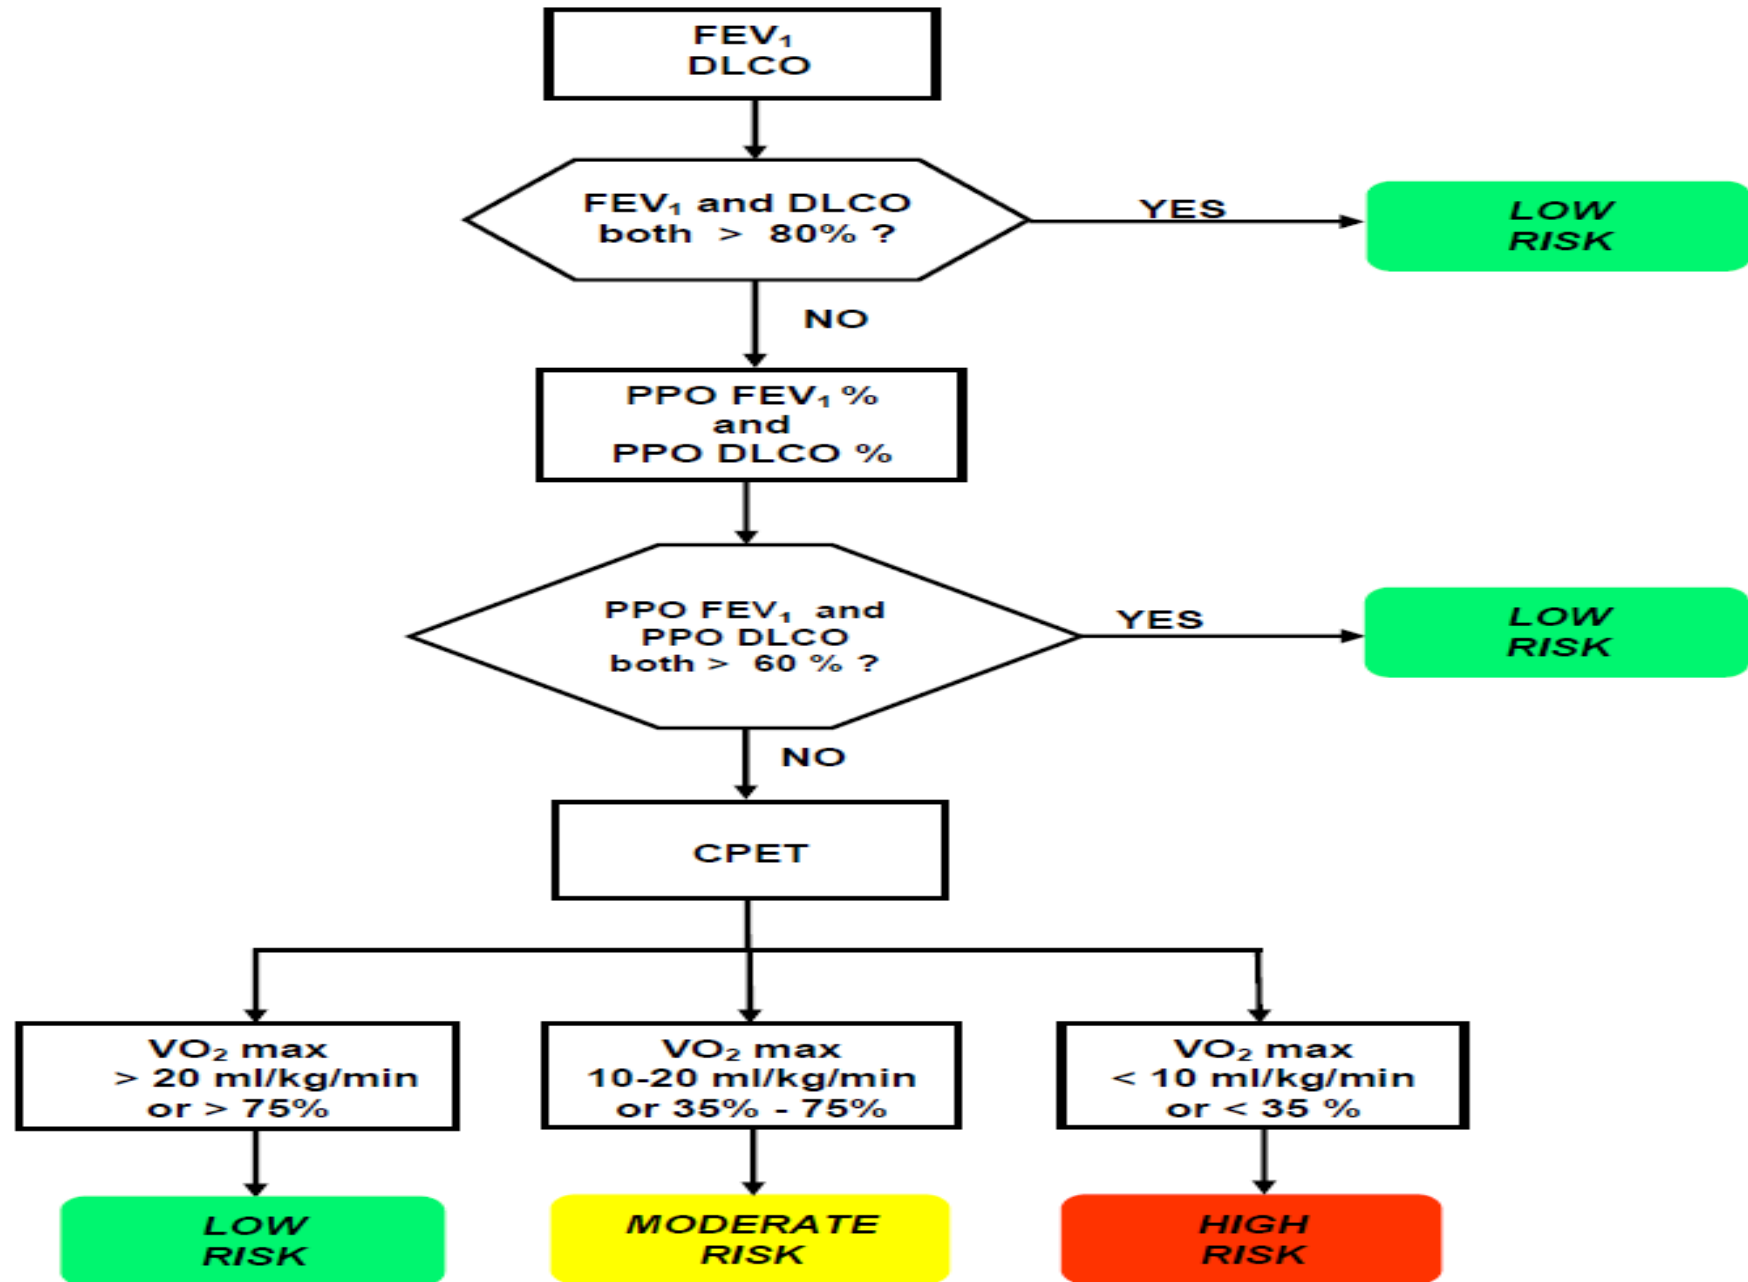 FEV₁
DLCO
FEV₁ and DLCO
both > 80% ?
YES
LOW
RISK
NO
PPO FEV₁ %
and
PPO DLCO %
PPO FEV₁ and
PPO DLCO
both > 60 % ?
YES
LOW
RISK
NO
CPET
VO₂ max
> 20 ml/kg/min
or > 75%
VO₂ max
10-20 ml/kg/min
or 35% - 75%
VO₂ max
< 10 ml/kg/min
or < 35 %
LOW
RISK
MODERATE
RISK
HIGH
RISK